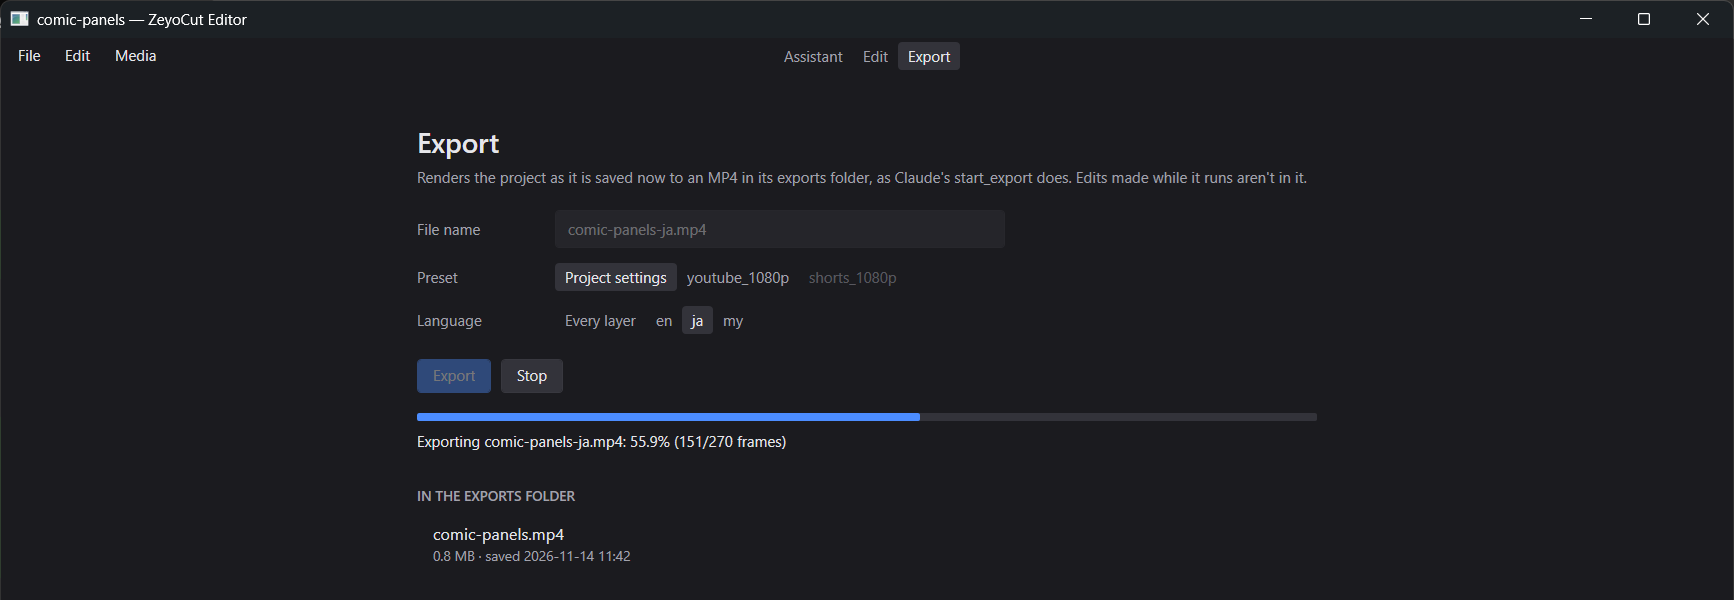 comic-panels — ZeyoCut Editor
File Edit Media
Assistant Edit Export
Export
Renders the project as it is saved now to an MP4 in its exports folder, as Claude's start_export does. Edits made while it runs aren't in it.
File name comic-panels-ja.mp4
Preset Project settings youtube_1080p shorts_1080p
Language Every layer en ja my
Export Stop
Exporting comic-panels-ja.mp4: 55.9% (151/270 frames)
IN THE EXPORTS FOLDER
comic-panels.mp4
0.8 MB · saved 2026-11-14 11:42